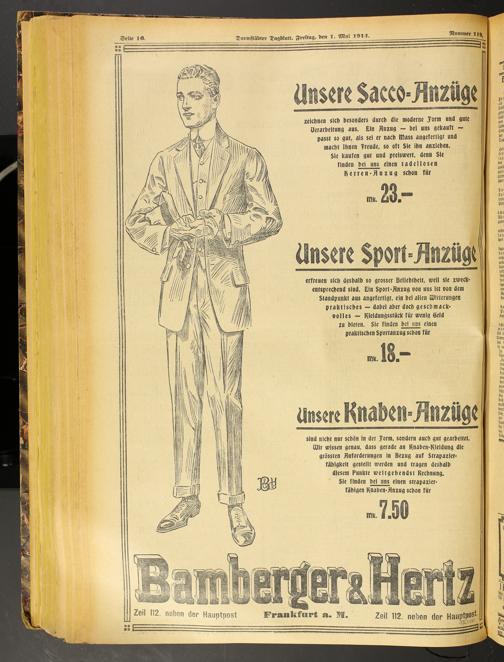 Seite 16.
Darmstädter Tagblatt, Freitag, den 1. Mai 1914.
Nummer 118.
Unsere Sacco-Anzüge
zeichnen sich besonders durch die moderne Form und gute
Verarbeitung aus. Ein Anzug — bei uns gekauft —
passt so gut, als sei er nach Mass angefertigt und
macht Ihnen Freude, so oft Sie ihn anziehen.
Sie kaufen gut und preiswert, denn Sie
finden bei uns einen tadellosen
Herren-Anzug schon für
Mk. 23.—
Unsere Sport-Anzüge
erfreuen sich deshalb so grosser Beliebtheit, weil sie zweck-
entsprechend sind. Ein Sport-Anzug von uns ist von dem
Standpunkt aus angefertigt, ein bei allen Witterungen
praktisches — dabei aber doch geschmack-
volles — Kleidungsstück für wenig Geld
zu bieten. Sie finden bei uns einen
praktischen Sportanzug schon für
Mk. 18.—
Unsere Knaben-Anzüge
sind nicht nur schön in der Form, sondern auch gut gearbeitet.
Wir wissen genau, dass gerade an Knaben-Kleidung die
grössten Anforderungen in Bezug auf Strapazier-
fähigkeit gestellt werden und tragen deshalb
diesem Punkte weitgehendst Rechnung.
Sie finden bei uns einen strapazier-
fähigen Knaben-Anzug schon für
Mk. 7.50
Bamberger & Hertz
Zeil 112. neben der Hauptpost
Frankfurt a. M.
Zeil 112. neben der Hauptpost